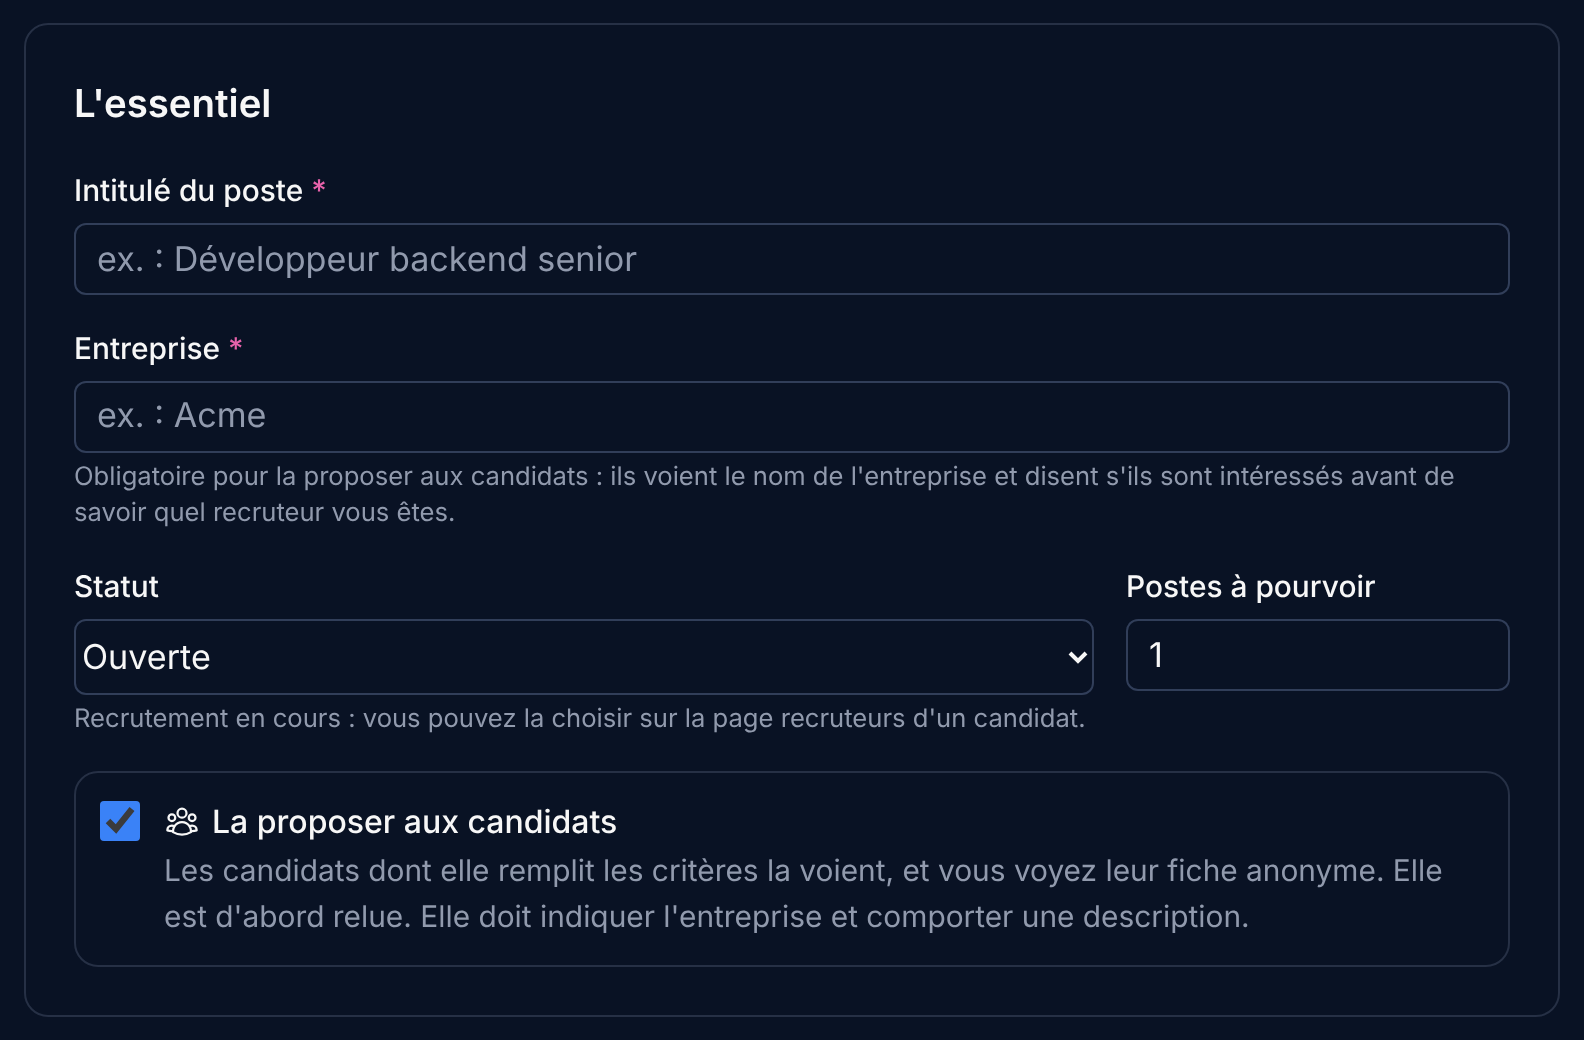 L'essentiel
Intitulé du poste *
ex. : Développeur backend senior
Entreprise *
ex. : Acme
Obligatoire pour la proposer aux candidats : ils voient le nom de l'entreprise et disent s'ils sont intéressés avant de
savoir quel recruteur vous êtes.
Statut
Postes à pourvoir
Ouverte
1
Recrutement en cours : vous pouvez la choisir sur la page recruteurs d'un candidat.
La proposer aux candidats
Les candidats dont elle remplit les critères la voient, et vous voyez leur fiche anonyme. Elle
est d'abord relue. Elle doit indiquer l'entreprise et comporter une description.